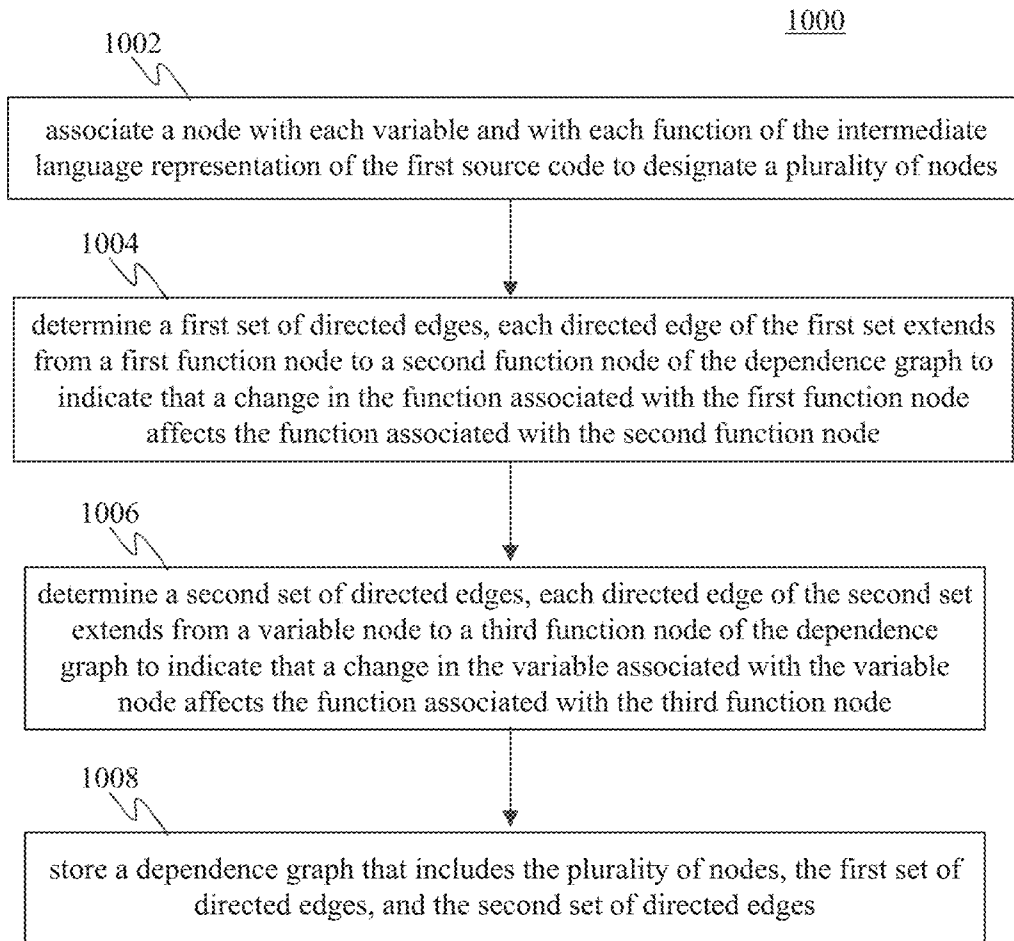 1000
1002
associate a node with each variable and with each function of the intermediate
language representation of the first source code to designate a plurality of nodes
1004
determine a first set of directed edges, each directed edge of the first set extends
from a first function node to a second function node of the dependence graph to
indicate that a change in the function associated with the first function node
affects the function associated with the second function node
1006
determine a second set of directed edges, each directed edge of the second set
extends from a variable node to a third function node of the dependence
graph to indicate that a change in the variable associated with the variable
node affects the function associated with the third function node
1008
store a dependence graph that includes the plurality of nodes, the first set of
directed edges, and the second set of directed edges